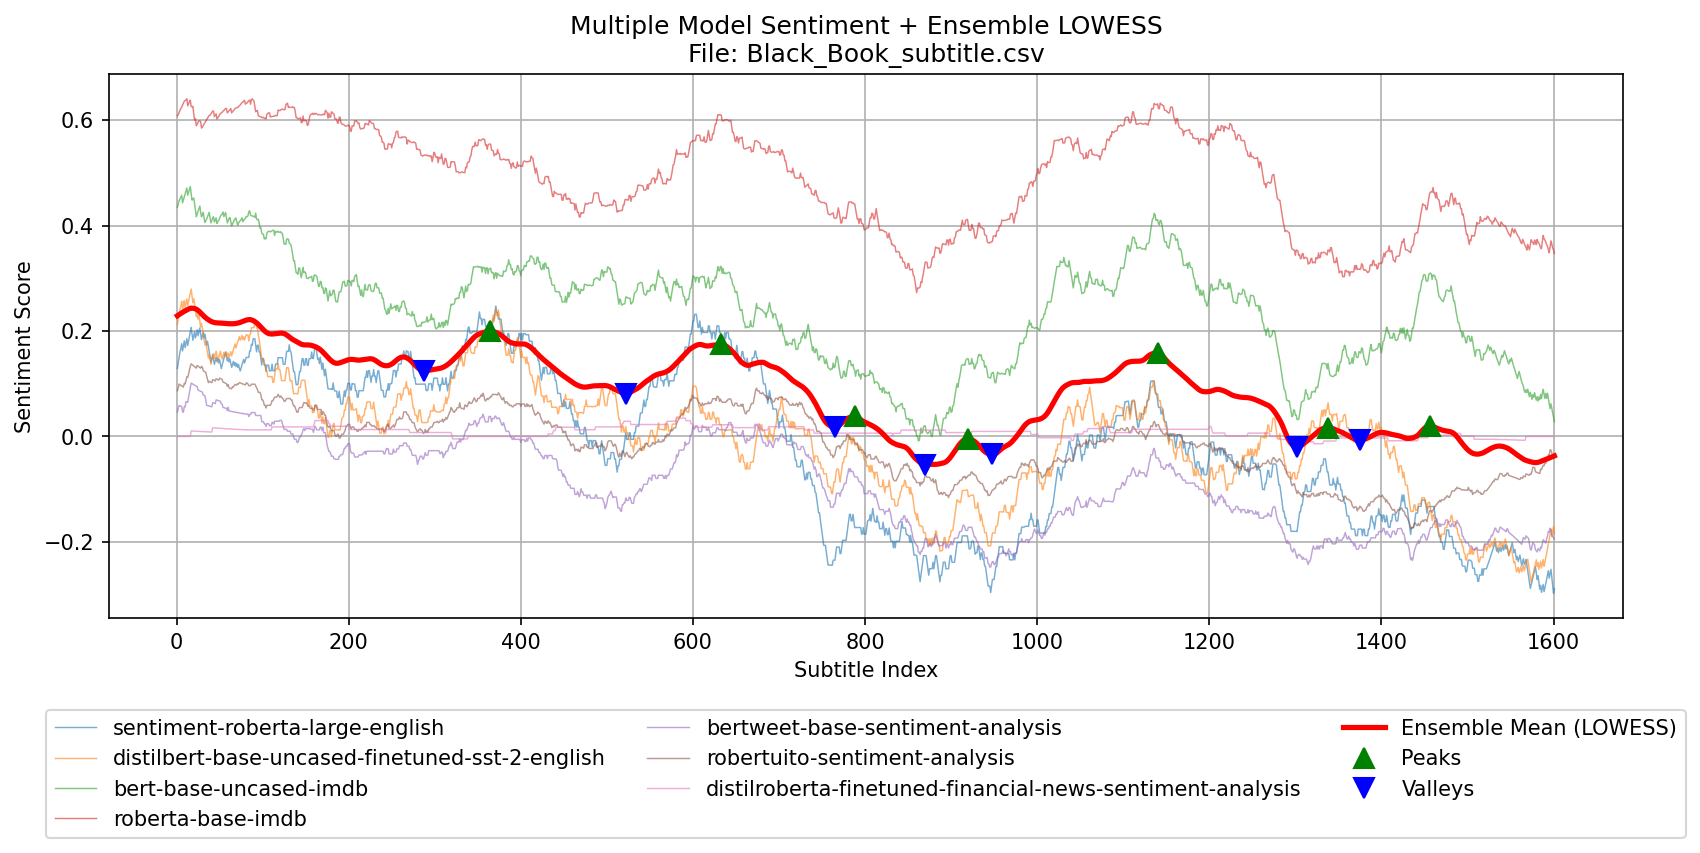 Multiple Model Sentiment + Ensemble LOWESS
File: Black_Book_subtitle.csv
Sentiment Score
0.6
0.4
0.2
0.0
−0.2
0
200
400
600
800
1000
1200
1400
1600
Subtitle Index
sentiment-roberta-large-english
distilbert-base-uncased-finetuned-sst-2-english
bert-base-uncased-imdb
roberta-base-imdb
bertweet-base-sentiment-analysis
robertuito-sentiment-analysis
distilroberta-finetuned-financial-news-sentiment-analysis
Ensemble Mean (LOWESS)
Peaks
Valleys